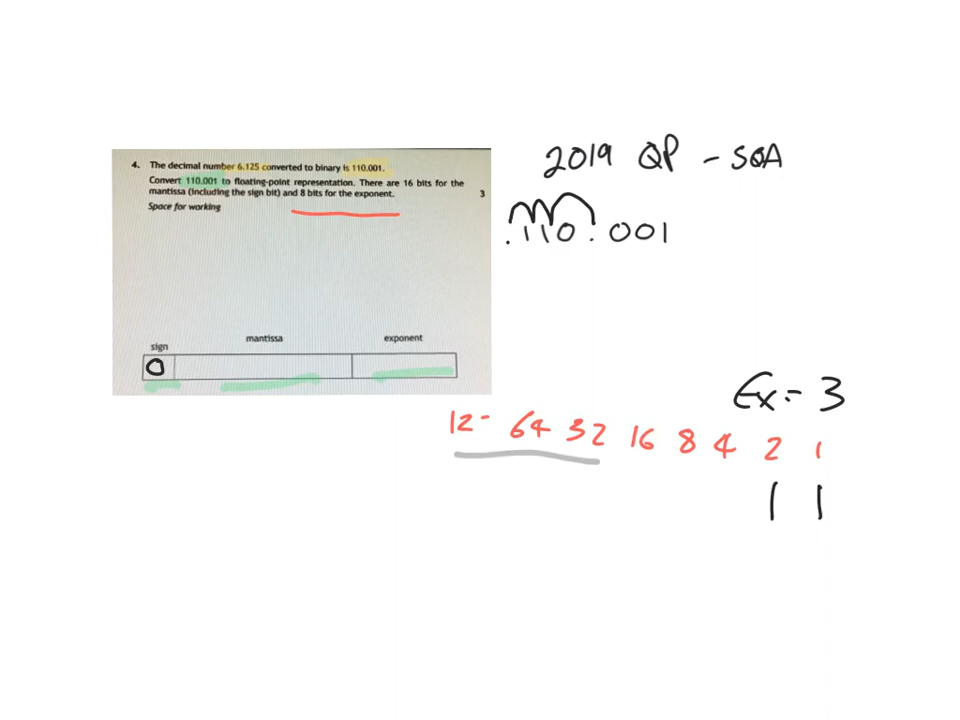 4. The decimal number 6.125 converted to binary is 110.001.
Convert 110.001 to floating-point representation. There are 16 bits for the
mantissa (including the sign bit) and 8 bits for the exponent.
3
Space for working
sign
mantissa
exponent
0
2019 QP - SQA
.110.001
Ex = 3
64 32 16 8 4 2 1
1 1